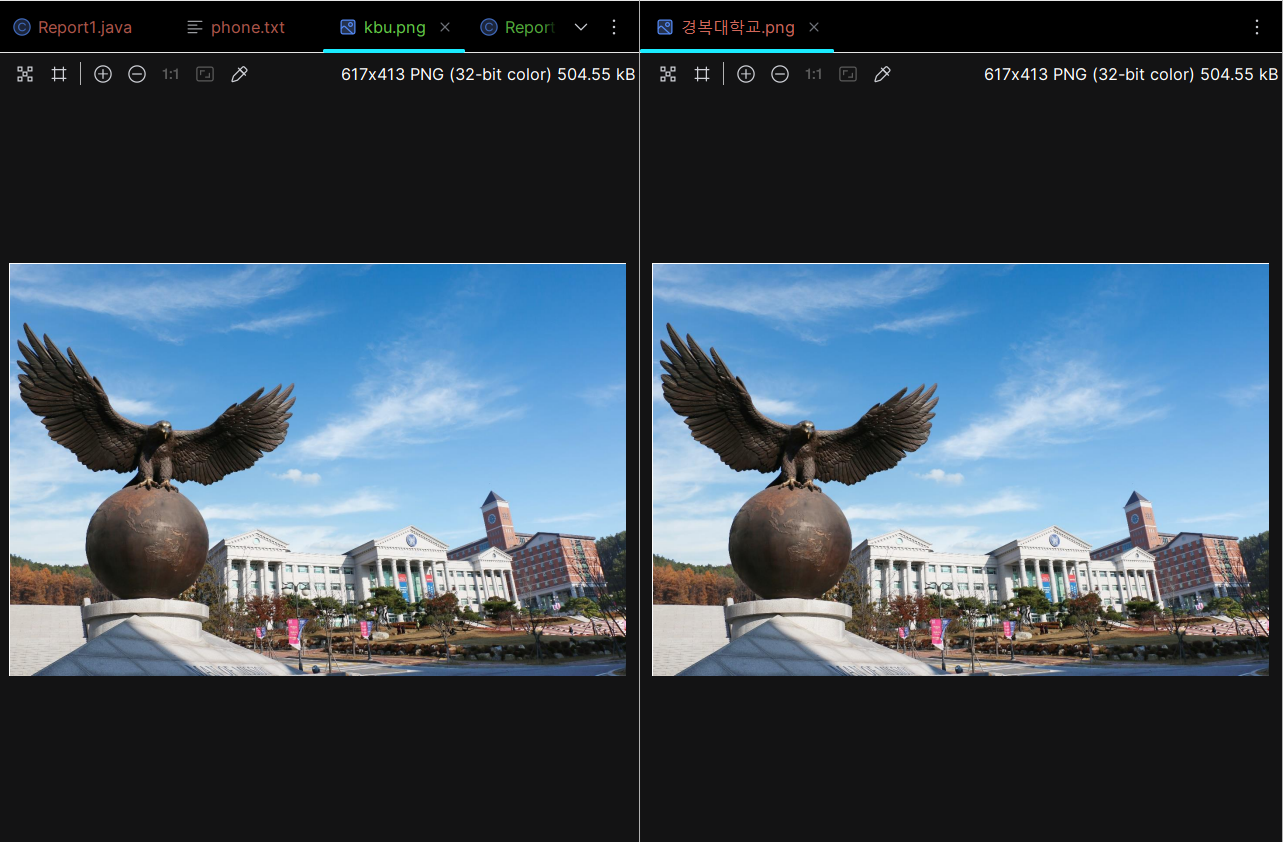 Report1.java
phone.txt
kbu.png
Report
경복대학교.png
1:1
617x413 PNG (32-bit color) 504.55 kB
1:1
617x413 PNG (32-bit color) 504.55 kB